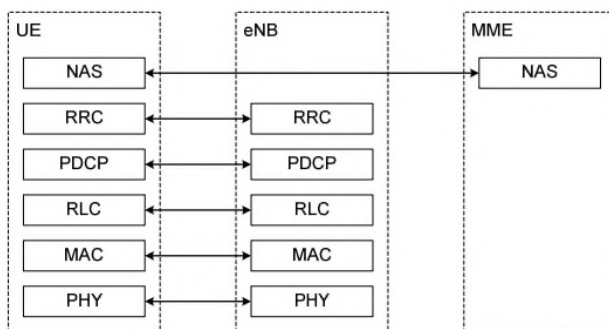 UE eNB MME
NAS NAS
RRC RRC
PDCP PDCP
RLC RLC
MAC MAC
PHY PHY